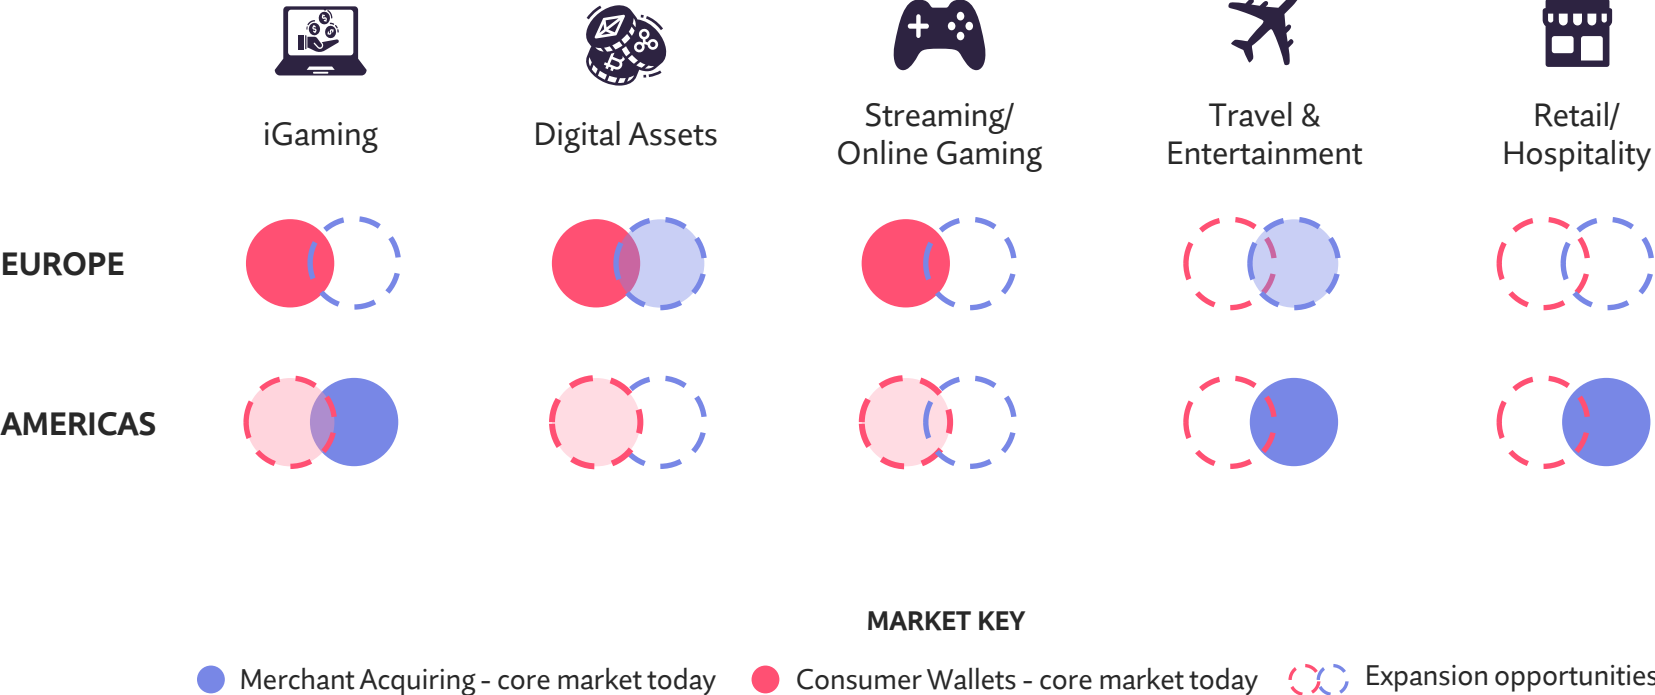 iGaming
Digital Assets
Streaming/
Online Gaming
Travel &
Entertainment
Retail/
Hospitality
EUROPE
AMERICAS
MARKET KEY
Merchant Acquiring - core market today
Consumer Wallets - core market today
Expansion opportunities